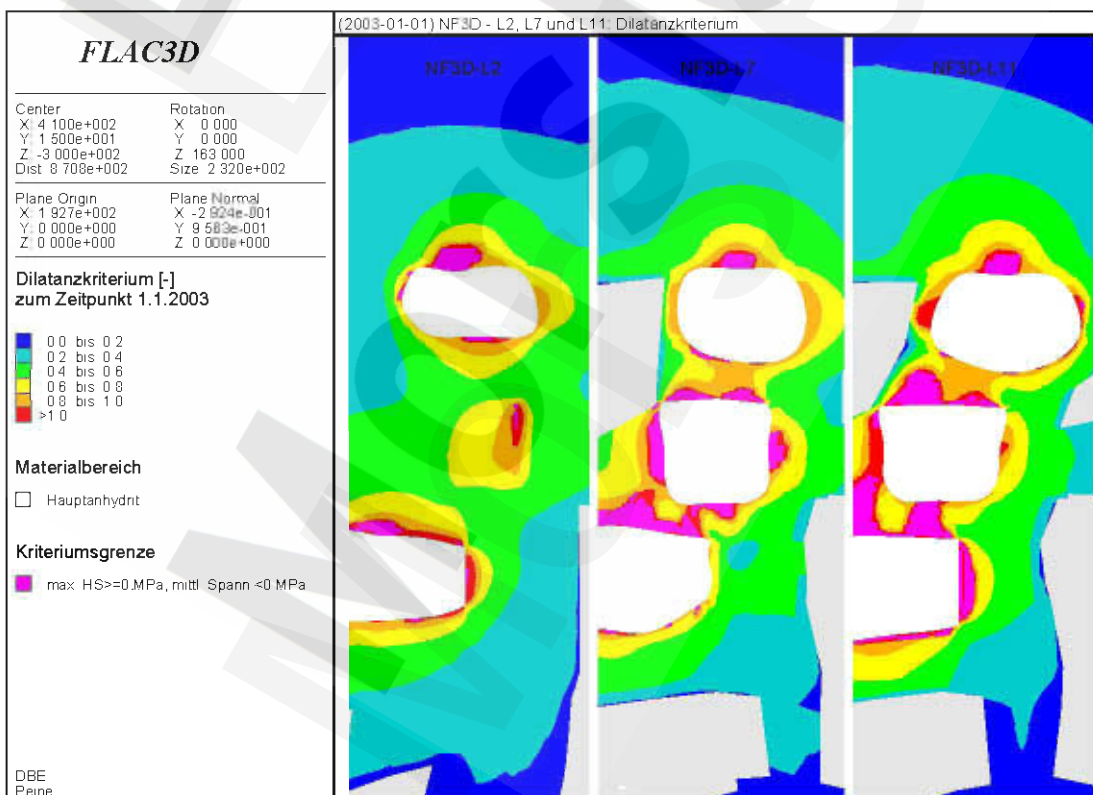 (2003-01-01) NF3D - L2, L7 und L11: Dilatanzkriterium
FLAC3D
Center Rotation
X: 4 100e+002 X 0 000
Y: 1 500e+001 Y 0 000
Z -3 000e+002 Z 163 000
Dist 8 708e+002 Size 2 320e+002
Plane Origin Plane Normal
X: 1 927e+002 X -2 924e-001
Y: 0 000e+000 Y 9 563e-001
Z: 0 000e+000 Z 0 000e+000
Dilatanzkriterium [-]
zum Zeitpunkt 1.1.2003
0 0 bis 0 2
0 2 bis 0 4
0 4 bis 0 6
0 6 bis 0 8
0 8 bis 1 0
>1 0
Materialbereich
Hauptanhydrit
Kriteriumsgrenze
max HS>=0.MPa, mittl Spann <0 MPa
DBE
Peine
NF3D-L2
NF3D-L7
NF3D-L11